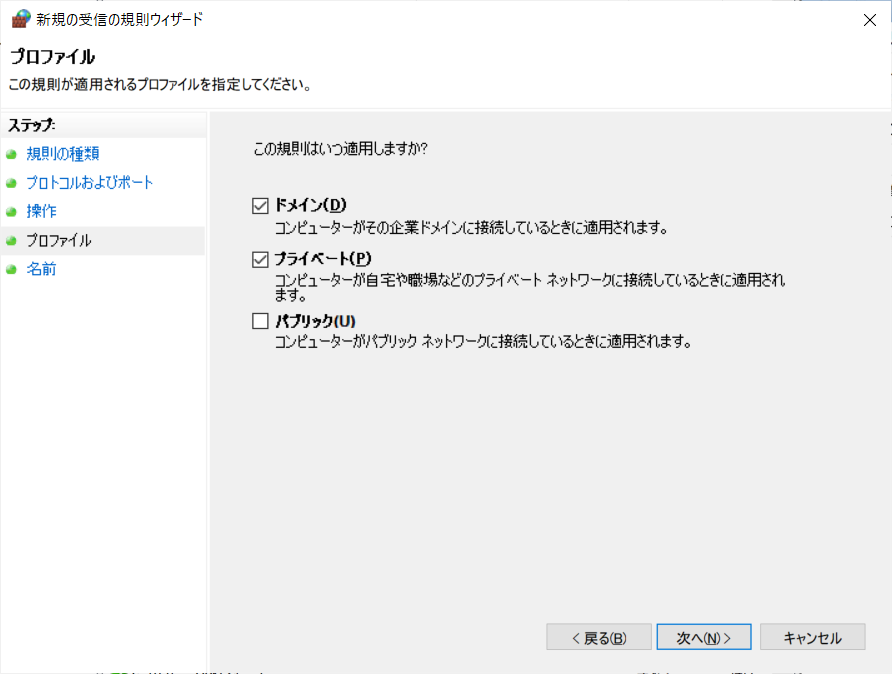 新規の受信の規則ウィザード
プロファイル
この規則が適用されるプロファイルを指定してください。
ステップ:
規則の種類
プロトコルおよびポート
操作
プロファイル
名前
この規則はいつ適用しますか?
ドメイン(D)
コンピューターがその企業ドメインに接続しているときに適用されます。
プライベート(P)
コンピューターが自宅や職場などのプライベート ネットワークに接続しているときに適用され
ます。
パブリック(U)
コンピューターがパブリック ネットワークに接続しているときに適用されます。
< 戻る(B)
次へ(N) >
キャンセル